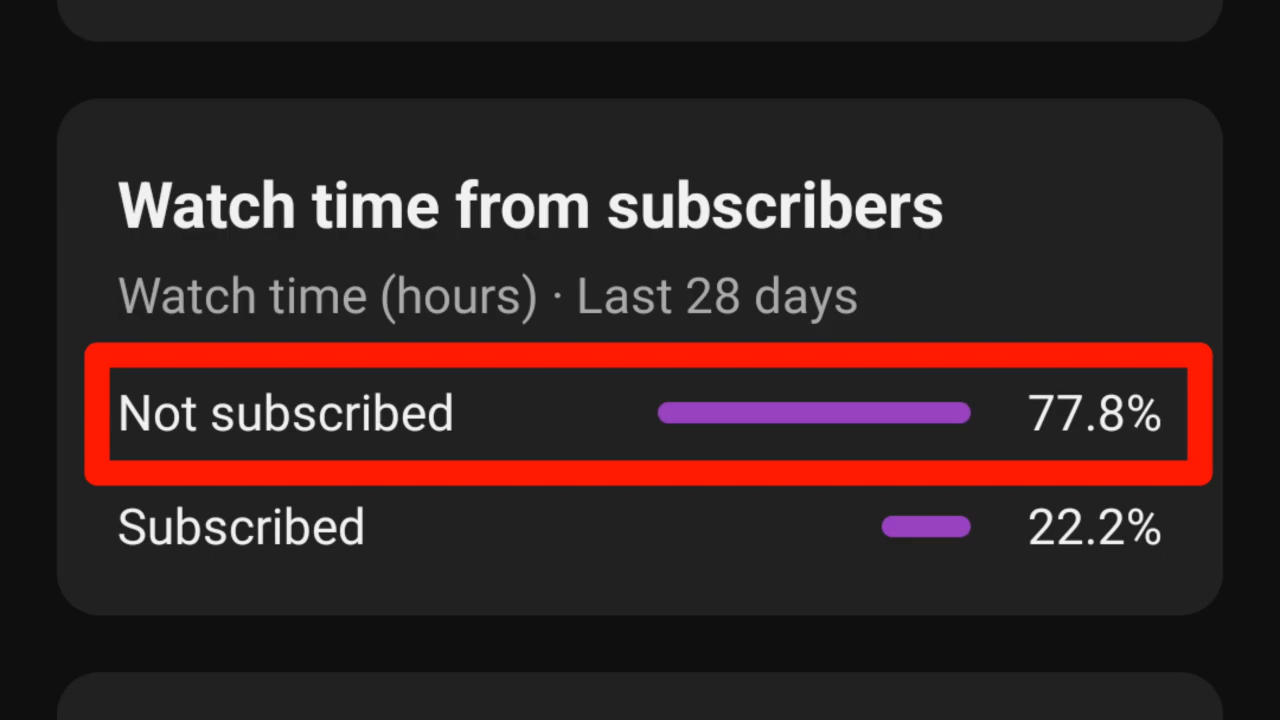 Watch time from subscribers
Watch time (hours) · Last 28 days
Not subscribed 77.8%
Subscribed 22.2%